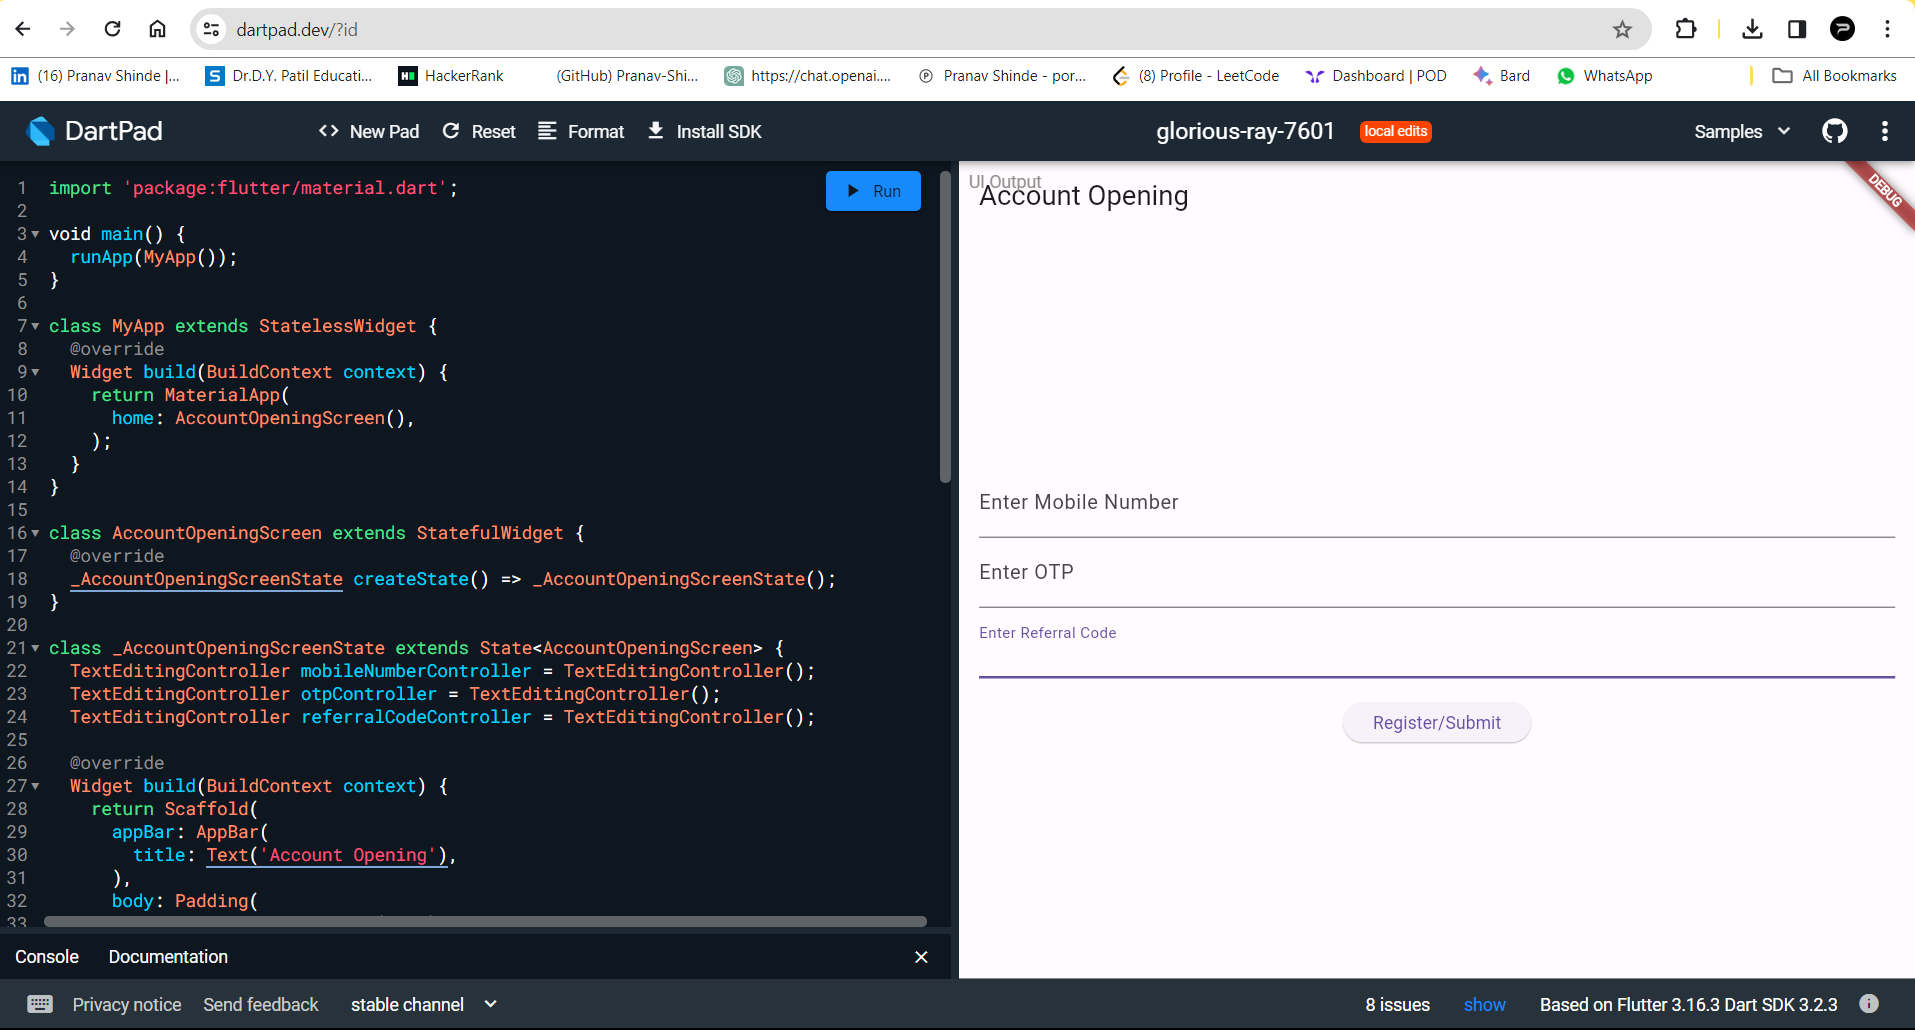 dartpad.dev/?id
(16) Pranav Shinde |...
Dr.D.Y. Patil Educati...
HackerRank
(GitHub) Pranav-Shi...
https://chat.openai....
Pranav Shinde - por...
(8) Profile - LeetCode
Dashboard | POD
Bard
WhatsApp
All Bookmarks
DartPad
New Pad
Reset
Format
Install SDK
glorious-ray-7601
local edits
Samples
1 import 'package:flutter/material.dart';
2
3 void main() {
4 runApp(MyApp());
5 }
6
7 class MyApp extends StatelessWidget {
8 @override
9 Widget build(BuildContext context) {
10 return MaterialApp(
11 home: AccountOpeningScreen(),
12 );
13 }
14 }
15
16 class AccountOpeningScreen extends StatefulWidget {
17 @override
18 _AccountOpeningScreenState createState() => _AccountOpeningScreenState();
19 }
20
21 class _AccountOpeningScreenState extends State<AccountOpeningScreen> {
22 TextEditingController mobileNumberController = TextEditingController();
23 TextEditingController otpController = TextEditingController();
24 TextEditingController referralCodeController = TextEditingController();
25
26 @override
27 Widget build(BuildContext context) {
28 return Scaffold(
29 appBar: AppBar(
30 title: Text('Account Opening'),
31 ),
32 body: Padding(
33
Run
UI Output
Account Opening
DEBUG
Enter Mobile Number
Enter OTP
Enter Referral Code
Register/Submit
Console
Documentation
Privacy notice
Send feedback
stable channel
8 issues
show
Based on Flutter 3.16.3 Dart SDK 3.2.3